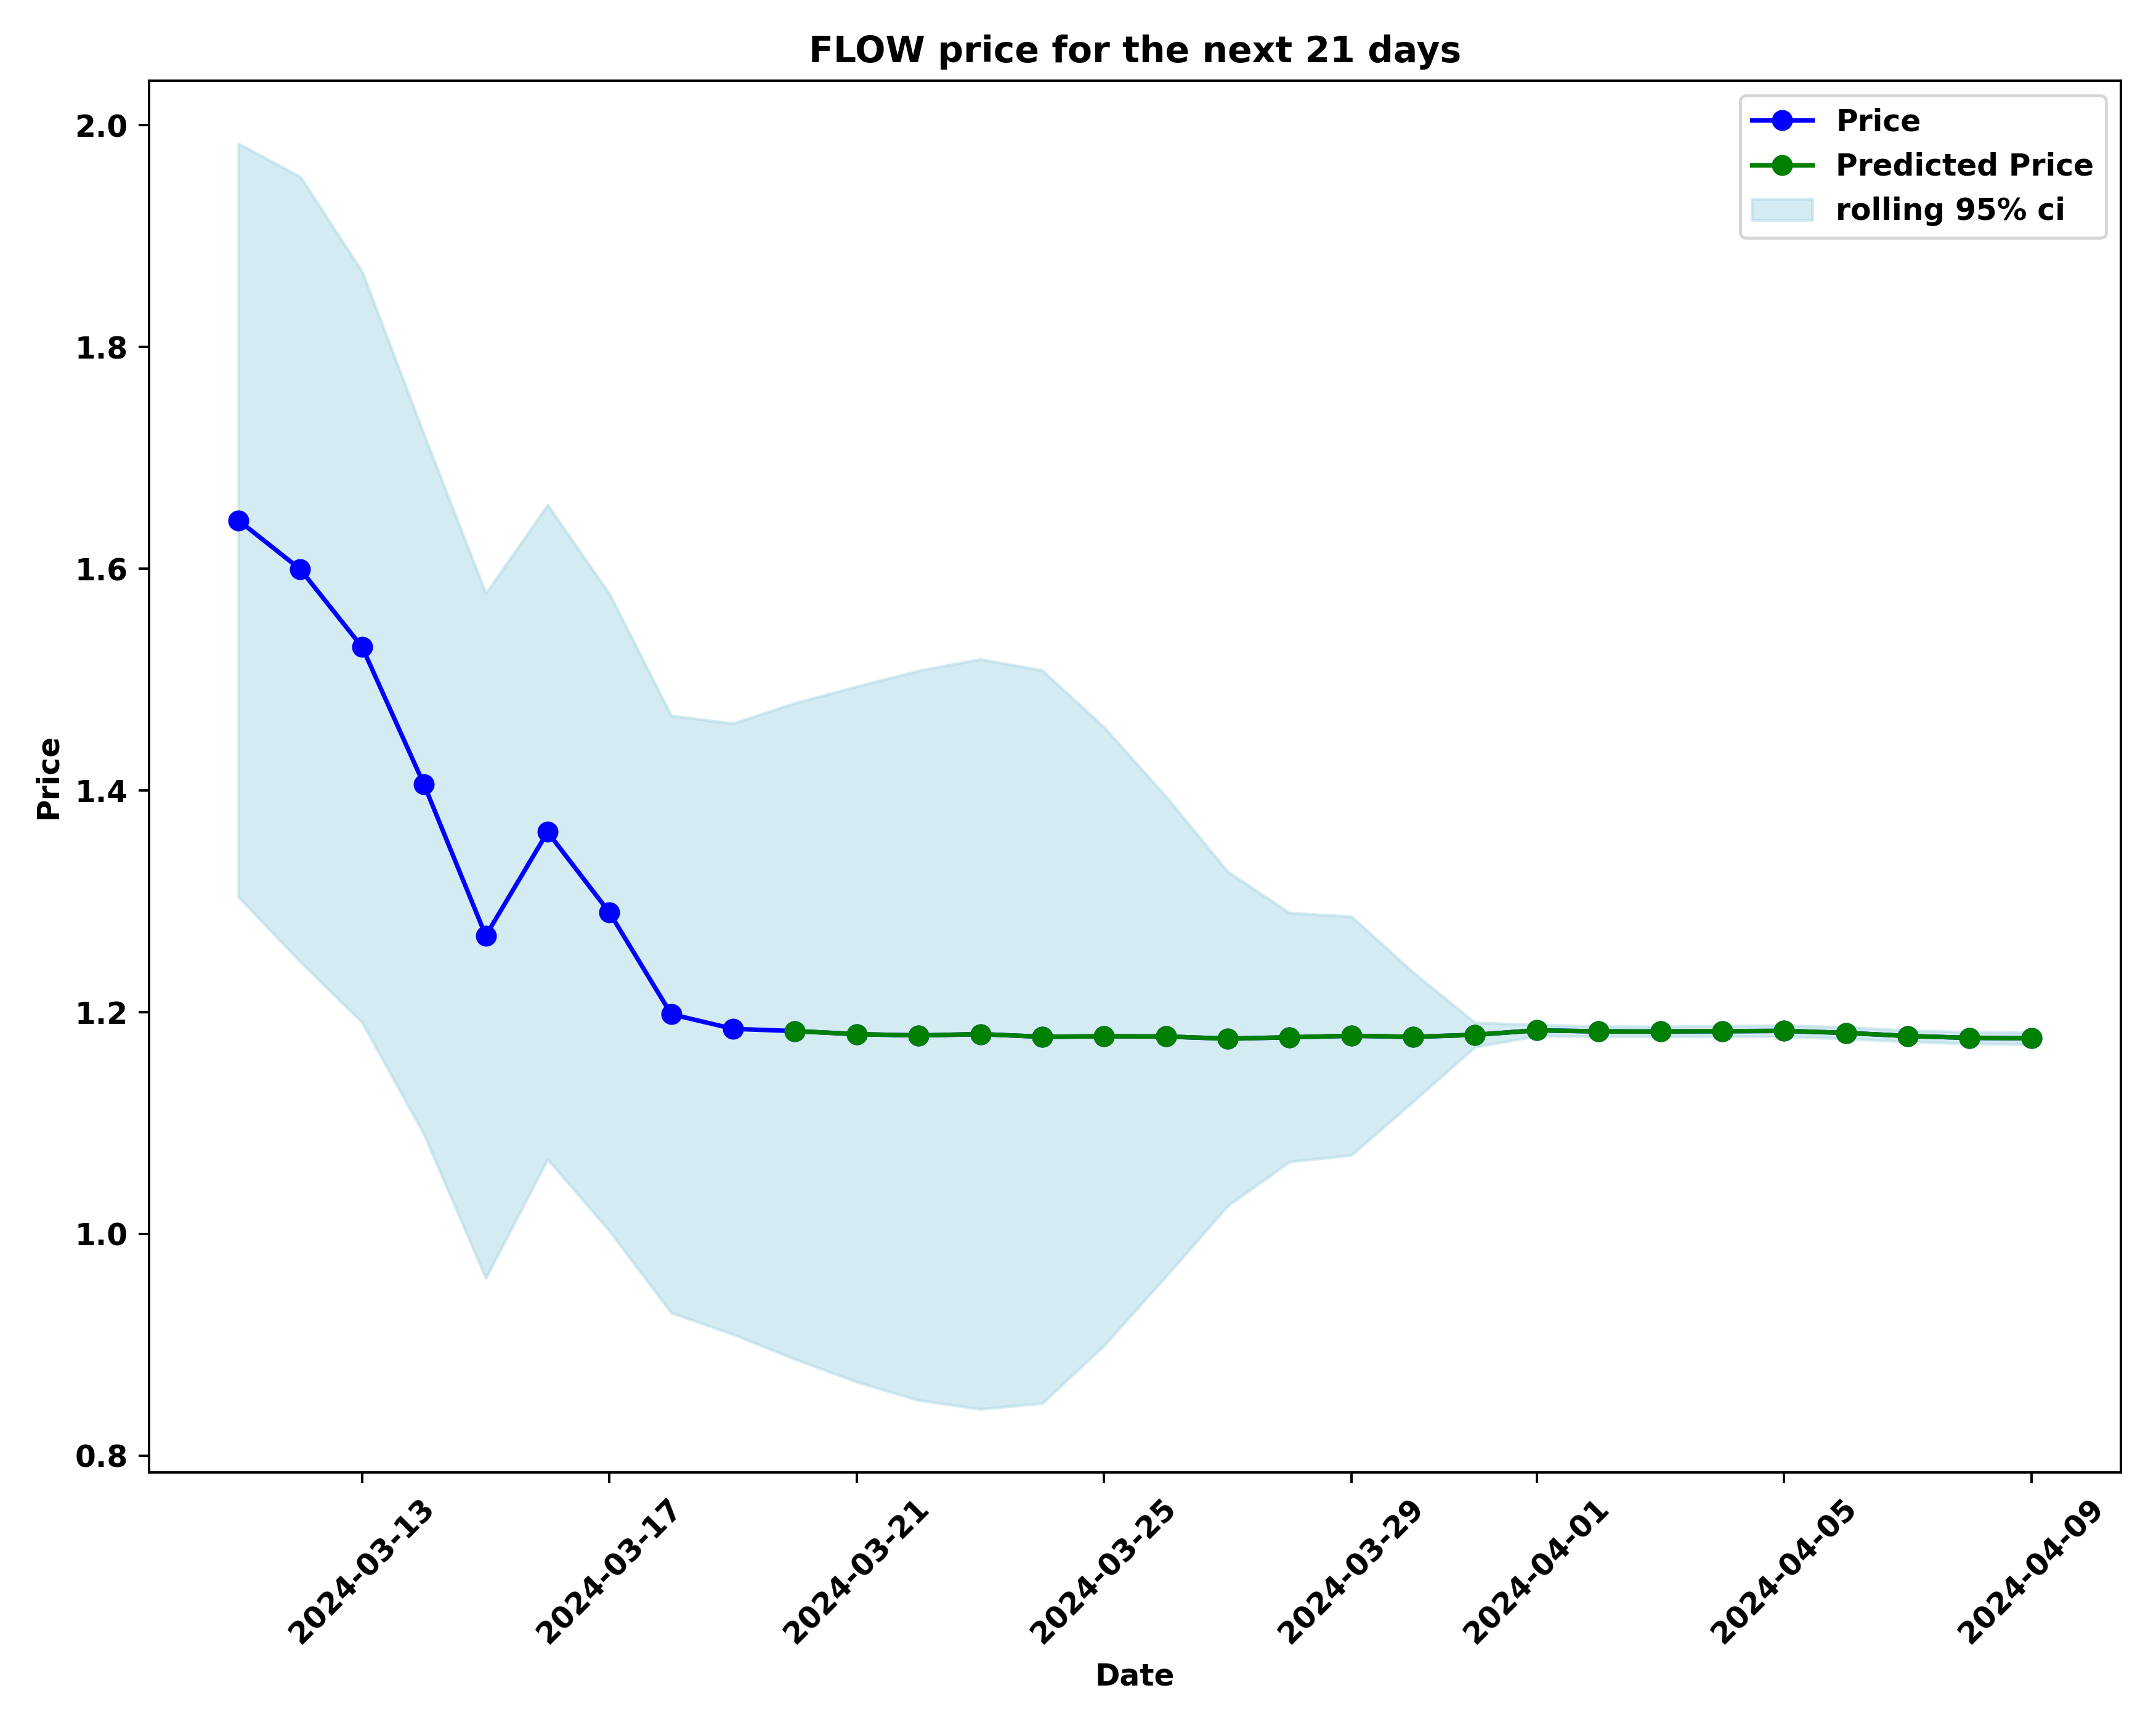 FLOW price for the next 21 days
Price
Predicted Price
rolling 95% ci
2.0
1.8
1.6
1.4
1.2
1.0
0.8
Price
2024-03-13
2024-03-17
2024-03-21
2024-03-25
2024-03-29
2024-04-01
2024-04-05
2024-04-09
Date